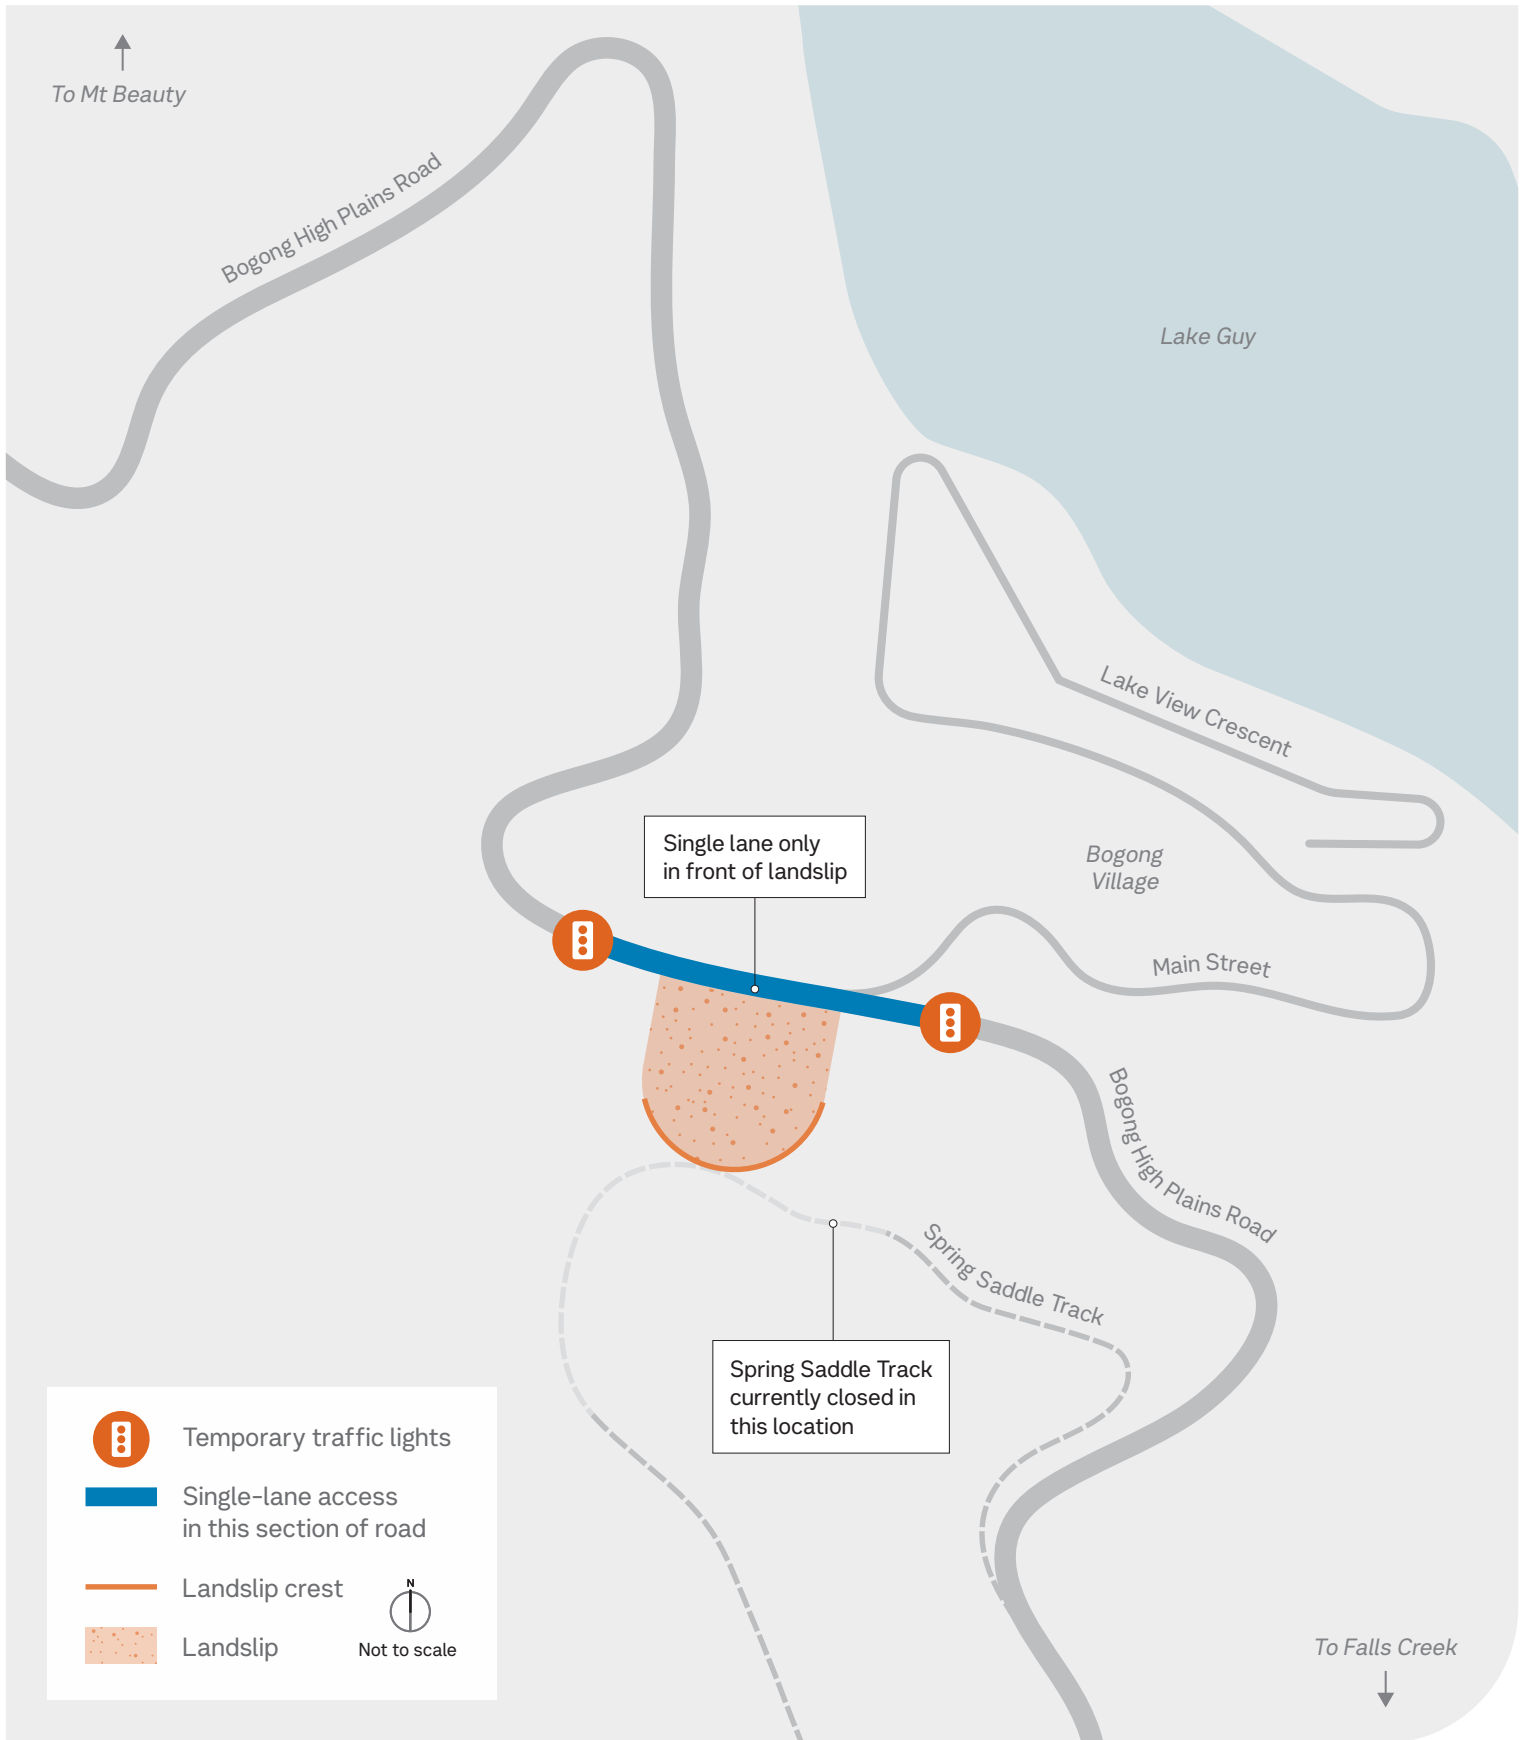 To Mt Beauty
Bogong High Plains Road
Lake Guy
Lake View Crescent
Single lane only
in front of landslip
Bogong
Village
Main Street
Bogong High Plains Road
Spring Saddle Track
Spring Saddle Track
currently closed in
this location
Temporary traffic lights
Single-lane access
in this section of road
Landslip crest
Landslip
N
Not to scale
To Falls Creek